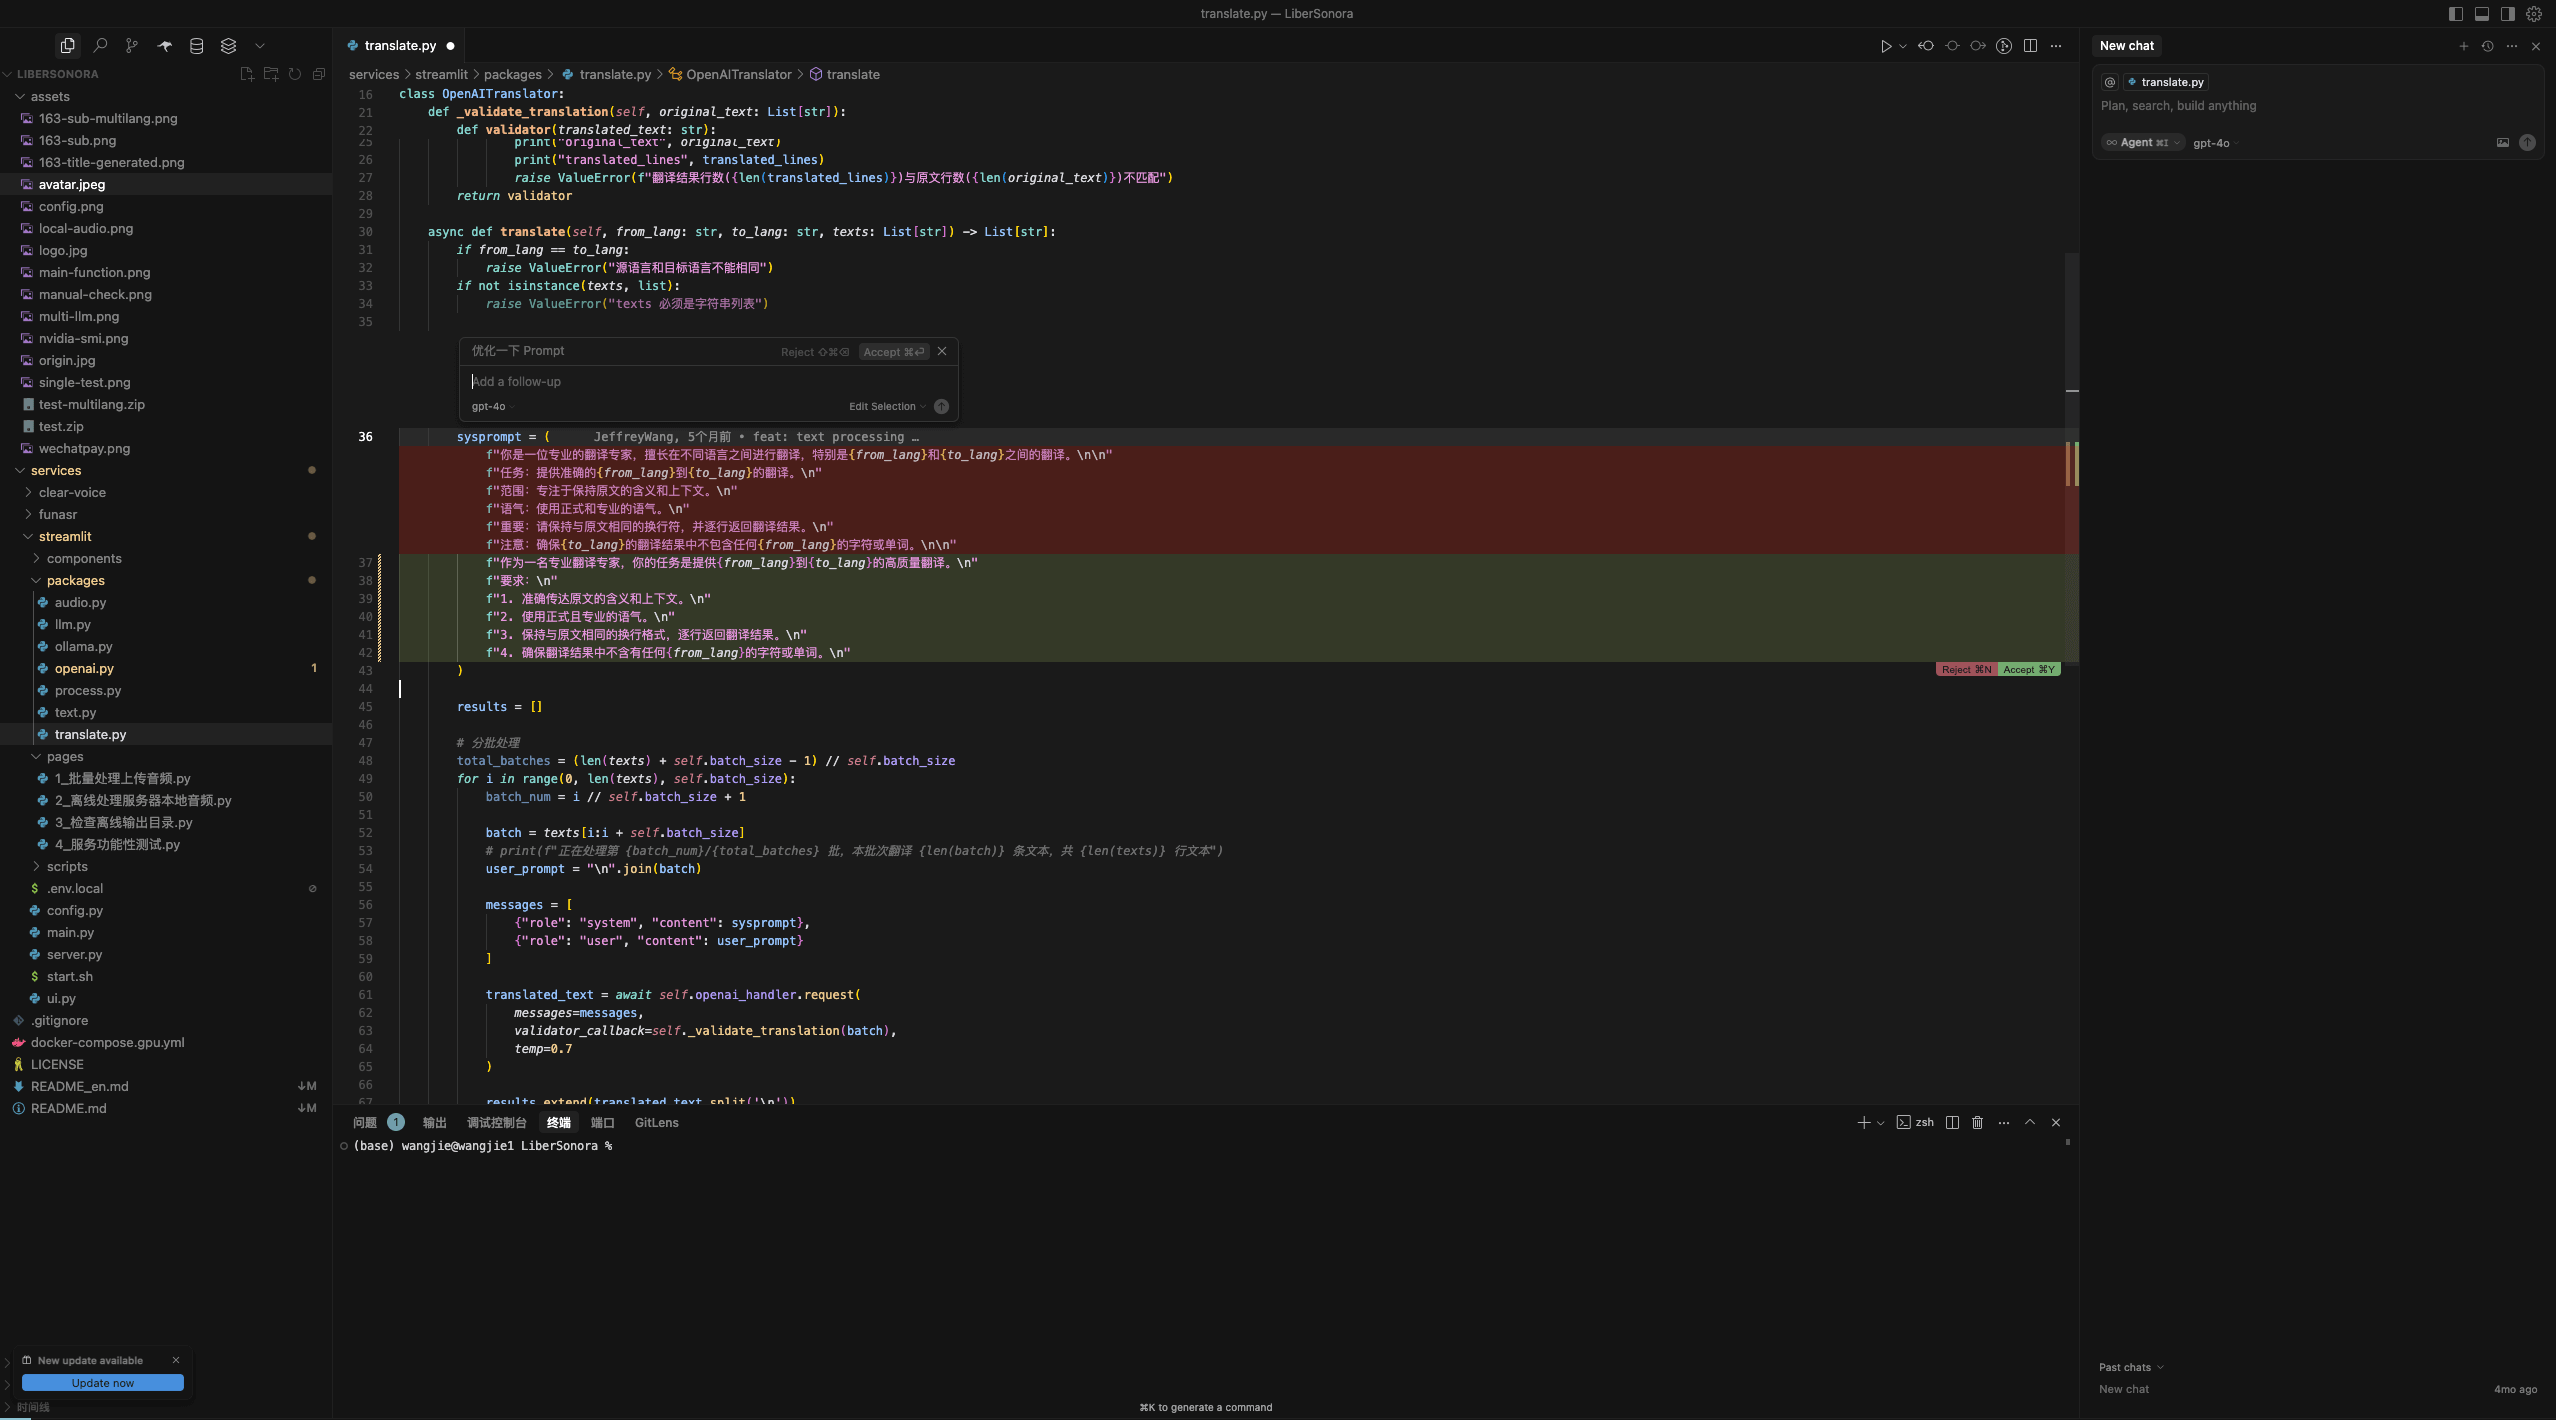 translate.py — LiberSonora
LIBERSONORA
assets
163-sub-multilang.png
163-sub.png
163-title-generated.png
avatar.jpeg
config.png
local-audio.png
logo.jpg
main-function.png
manual-check.png
multi-llm.png
nvidia-smi.png
origin.jpg
single-test.png
test-multilang.zip
test.zip
wechatpay.png
services
clear-voice
funasr
streamlit
components
packages
audio.py
llm.py
ollama.py
openai.py 1
process.py
text.py
translate.py
pages
1_批量处理上传音频.py
2_离线处理服务器本地音频.py
3_检查离线输出目录.py
4_服务功能性测试.py
scripts
.env.local
config.py
main.py
server.py
start.sh
ui.py
.gitignore
docker-compose.gpu.yml
LICENSE
README_en.md ↓M
README.md ↓M
New update available
Update now
时间线
translate.py
services > streamlit > packages > translate.py > OpenAITranslator > translate
16 class OpenAITranslator:
21 def _validate_translation(self, original_text: List[str]):
22 def validator(translated_text: str):
25 print("original_text", original_text)
26 print("translated_lines", translated_lines)
27 raise ValueError(f"翻译结果行数({len(translated_lines)})与原文行数({len(original_text)})不匹配")
28 return validator
29
30 async def translate(self, from_lang: str, to_lang: str, texts: List[str]) -> List[str]:
31 if from_lang == to_lang:
32 raise ValueError("源语言和目标语言不能相同")
33 if not isinstance(texts, list):
34 raise ValueError("texts 必须是字符串列表")
35
优化一下 Prompt Reject ⇧⌘⌫ Accept ⌘⏎
Add a follow-up
gpt-4o Edit Selection
36 sysprompt = ( JeffreyWang, 5个月前 • feat: text processing …
f"你是一位专业的翻译专家，擅长在不同语言之间进行翻译，特别是{from_lang}和{to_lang}之间的翻译。\n\n"
f"任务：提供准确的{from_lang}到{to_lang}的翻译。\n"
f"范围：专注于保持原文的含义和上下文。\n"
f"语气：使用正式和专业的语气。\n"
f"重要：请保持与原文相同的换行符，并逐行返回翻译结果。\n"
f"注意：确保{to_lang}的翻译结果中不包含任何{from_lang}的字符或单词。\n\n"
37 f"作为一名专业翻译专家，你的任务是提供{from_lang}到{to_lang}的高质量翻译。\n"
38 f"要求：\n"
39 f"1. 准确传达原文的含义和上下文。\n"
40 f"2. 使用正式且专业的语气。\n"
41 f"3. 保持与原文相同的换行格式，逐行返回翻译结果。\n"
42 f"4. 确保翻译结果中不含有任何{from_lang}的字符或单词。\n"
43 )
Reject ⌘N Accept ⌘Y
44
45 results = []
46
47 # 分批处理
48 total_batches = (len(texts) + self.batch_size - 1) // self.batch_size
49 for i in range(0, len(texts), self.batch_size):
50 batch_num = i // self.batch_size + 1
51
52 batch = texts[i:i + self.batch_size]
53 # print(f"正在处理第 {batch_num}/{total_batches} 批，本批次翻译 {len(batch)} 条文本，共 {len(texts)} 行文本")
54 user_prompt = "\n".join(batch)
55
56 messages = [
57 {"role": "system", "content": sysprompt},
58 {"role": "user", "content": user_prompt}
59 ]
60
61 translated_text = await self.openai_handler.request(
62 messages=messages,
63 validator_callback=self._validate_translation(batch),
64 temp=0.7
65 )
66
67 results.extend(translated_text.split('\n'))
问题 1 输出 调试控制台 终端 端口 GitLens
zsh
(base) wangjie@wangjie1 LiberSonora %
⌘K to generate a command
New chat
@ translate.py
Plan, search, build anything
Agent ⌘I gpt-4o
Past chats
New chat 4mo ago